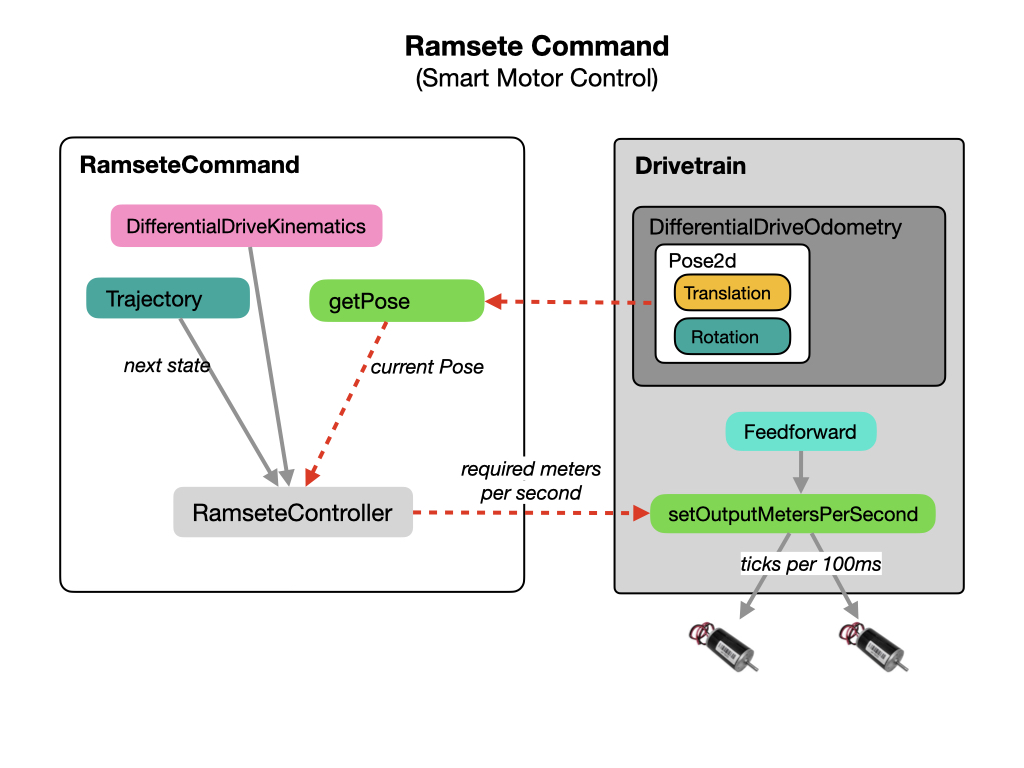 Ramsete Command
(Smart Motor Control)
RamseteCommand
DifferentialDriveKinematics
Trajectory
getPose
next state
current Pose
RamseteController
required meters
per second
Drivetrain
DifferentialDriveOdometry
Pose2d
Translation
Rotation
Feedforward
setOutputMetersPerSecond
ticks per 100ms